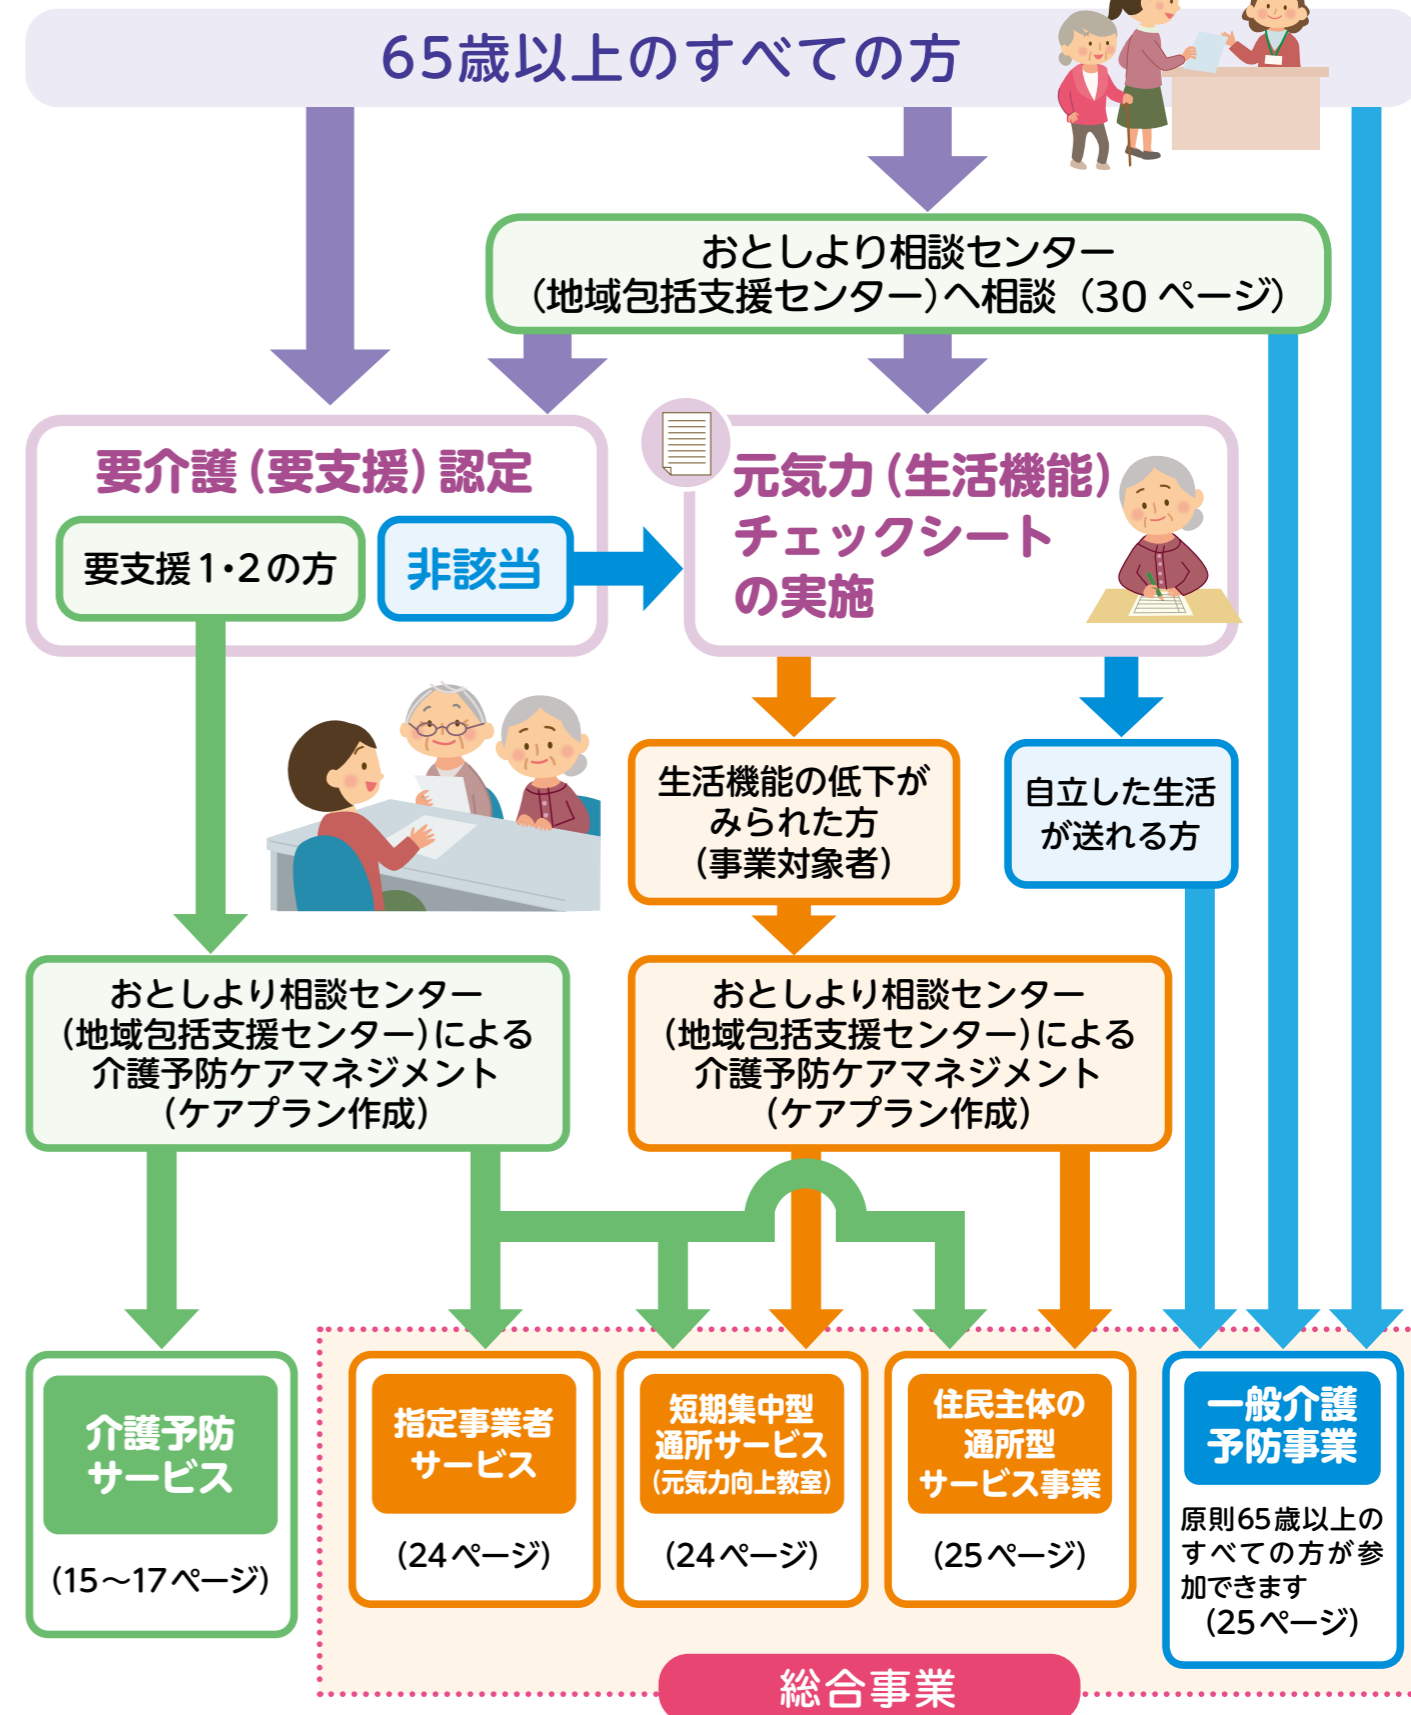 65歳以上のすべての方
おとしより相談センター
（地域包括支援センター）へ相談（30 ページ）
要介護（要支援）認定
要支援1・2の方
非該当
元気力（生活機能）
チェックシート
の実施
生活機能の低下が
みられた方
（事業対象者）
自立した生活
が送れる方
おとしより相談センター
（地域包括支援センター）による
介護予防ケアマネジメント
（ケアプラン作成）
おとしより相談センター
（地域包括支援センター）による
介護予防ケアマネジメント
（ケアプラン作成）
介護予防
サービス
（15～17ページ）
指定事業者
サービス
（24ページ）
短期集中型
通所サービス
（元気力向上教室）
（24ページ）
住民主体の
通所型
サービス事業
（25ページ）
一般介護
予防事業
原則65歳以上の
すべての方が参
加できます
（25ページ）
総合事業